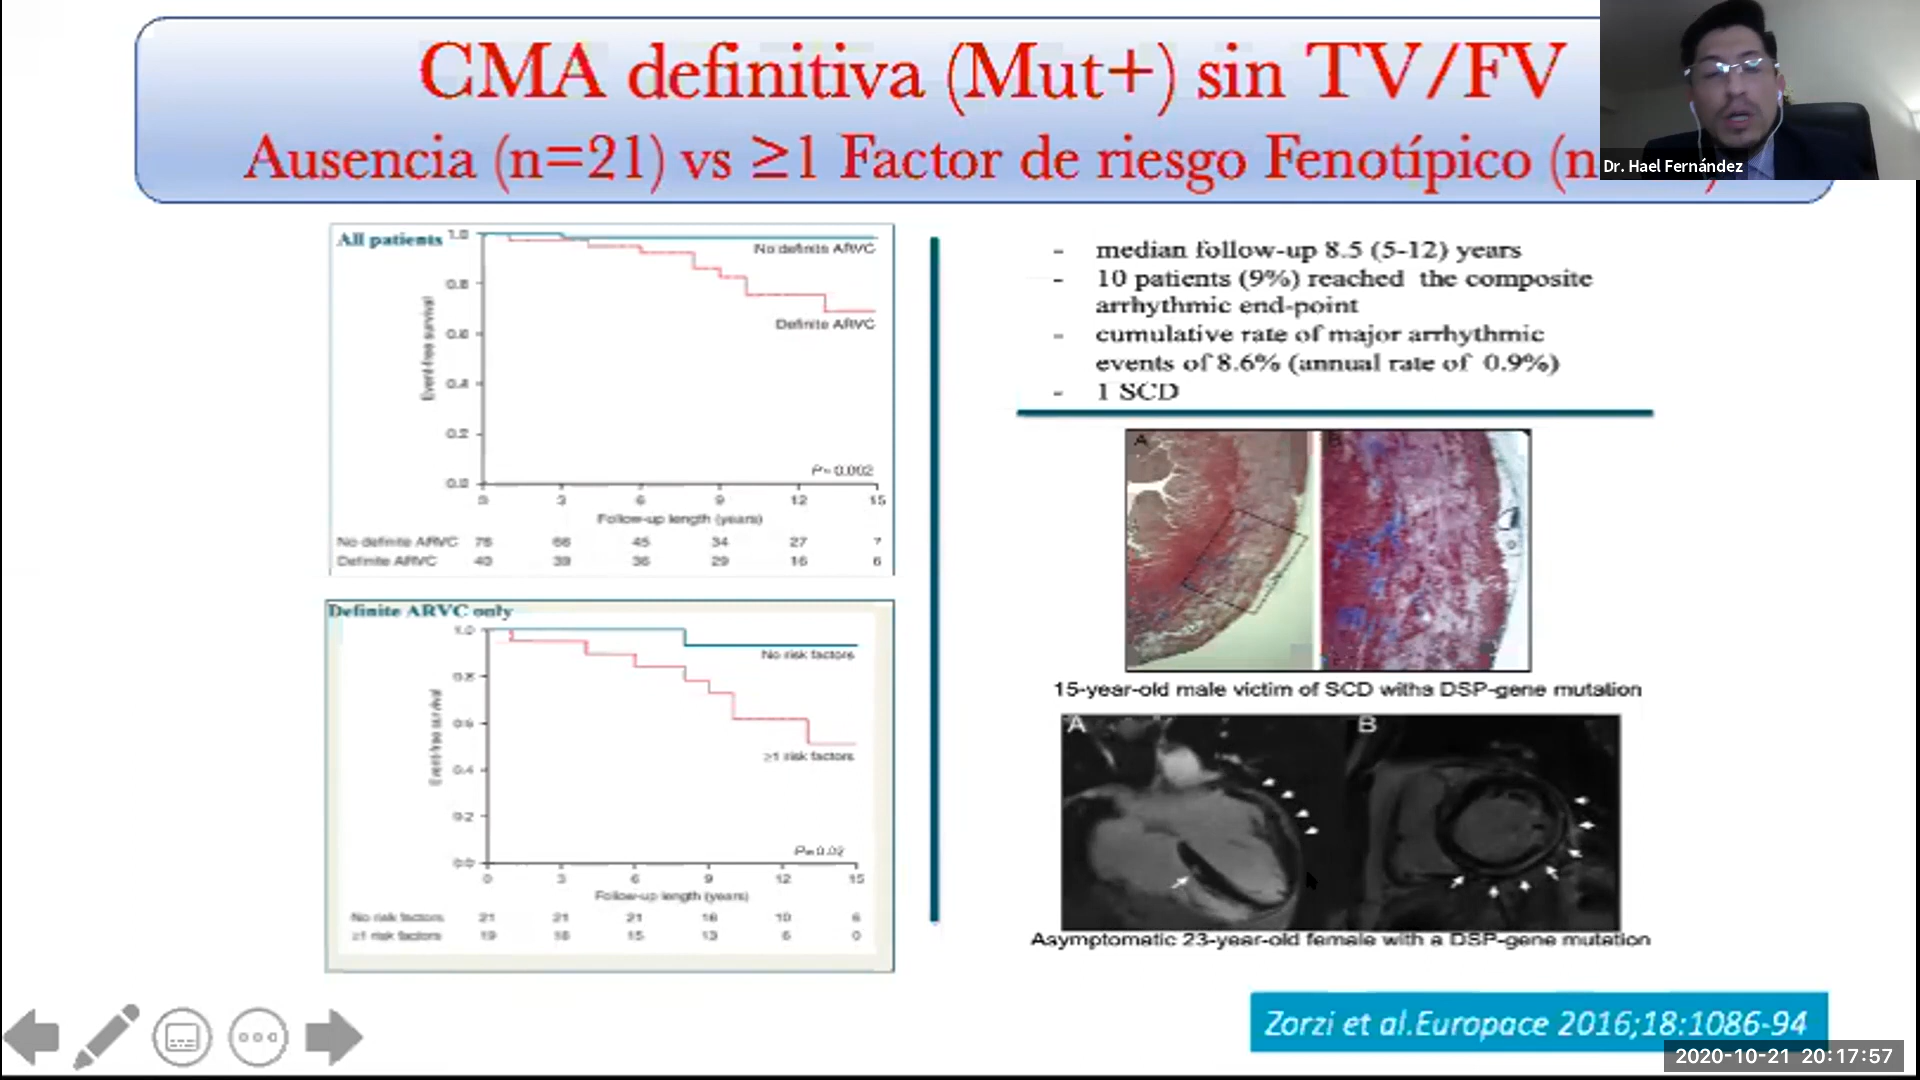 CMA definitiva (Mut+) sin TV/FV
Ausencia (n=21) vs ≥1 Factor de riesgo Fenotípico (n
Dr. Hael Fernández
All patients
1.0
No definite ARVC
0.8
Definite ARVC
0.6
Event-free survival
0.4
0.2
P=0.002
0.0
0 3 6 9 12 15
Follow-up length (years)
No definite ARVC 76 66 45 34 27 7
Definite ARVC 40 39 36 29 16 6
Definite ARVC only
1.0
No risk factors
0.8
0.6
≥1 risk factors
Event-free survival
0.4
0.2
P=0.02
0.0
0 3 6 9 12 15
Follow-up length (years)
No risk factors 21 21 21 16 10 6
≥1 risk factors 19 18 15 13 6 0
- median follow-up 8.5 (5-12) years
- 10 patients (9%) reached the composite
arrhythmic end-point
- cumulative rate of major arrhythmic
events of 8.6% (annual rate of 0.9%)
- 1 SCD
A
B
15-year-old male victim of SCD witha DSP-gene mutation
A
B
Asymptomatic 23-year-old female with a DSP-gene mutation
Zorzi et al.Europace 2016;18:1086-94
2020-10-21 20:17:57